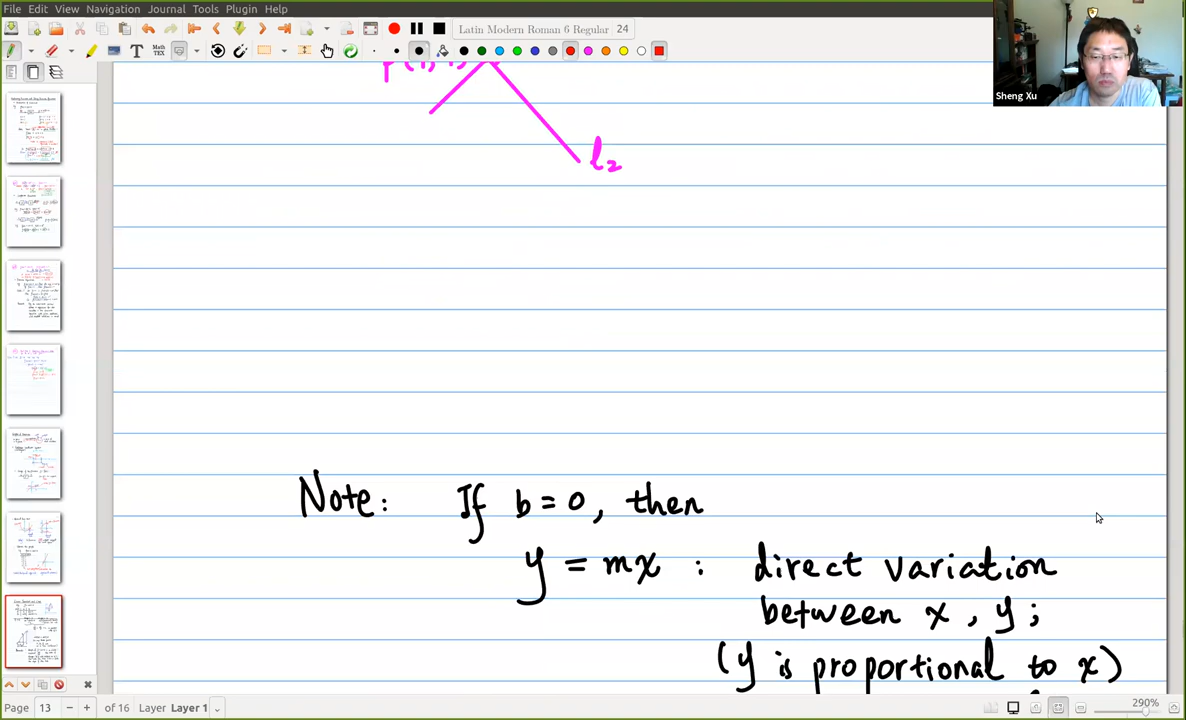 File Edit View Navigation Journal Tools Plugin Help
Latin Modern Roman 6 Regular 24
Sheng Xu
l₂
Note: If b = 0, then
y = mx : direct variation
between x, y;
(y is proportional to x)
Page 13 of 16 Layer Layer 1 290%